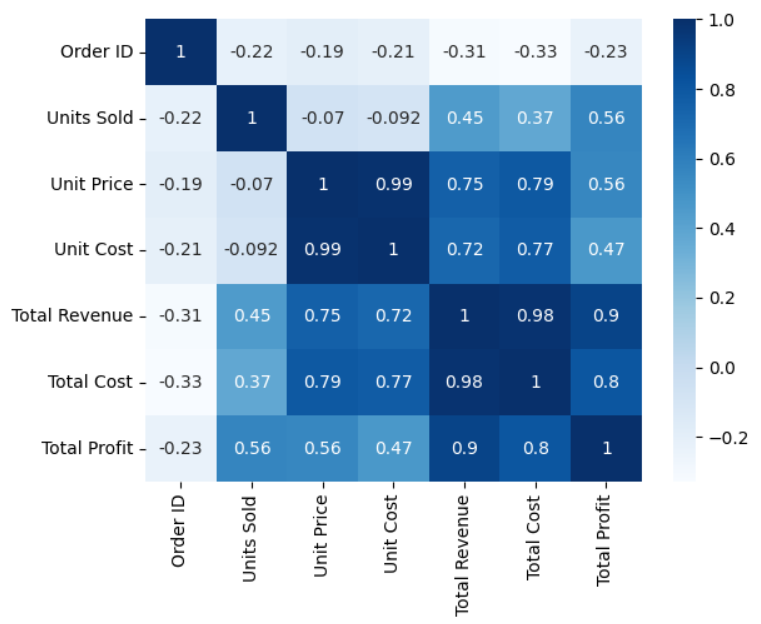 Order ID 1 -0.22 -0.19 -0.21 -0.31 -0.33 -0.23
Units Sold -0.22 1 -0.07 -0.092 0.45 0.37 0.56
Unit Price -0.19 -0.07 1 0.99 0.75 0.79 0.56
Unit Cost -0.21 -0.092 0.99 1 0.72 0.77 0.47
Total Revenue -0.31 0.45 0.75 0.72 1 0.98 0.9
Total Cost -0.33 0.37 0.79 0.77 0.98 1 0.8
Total Profit -0.23 0.56 0.56 0.47 0.9 0.8 1
Order ID
Units Sold
Unit Price
Unit Cost
Total Revenue
Total Cost
Total Profit
1.0
0.8
0.6
0.4
0.2
0.0
−0.2